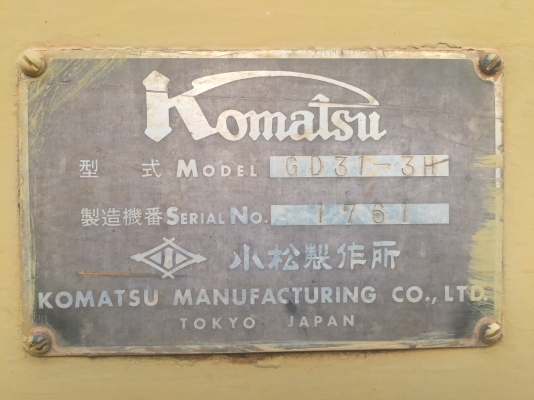 Komatsu
型 式 MODEL GD31-3H
製造機番 SERIAL NO. 1761
小松製作所
KOMATSU MANUFACTURING CO., LTD.
TOKYO JAPAN